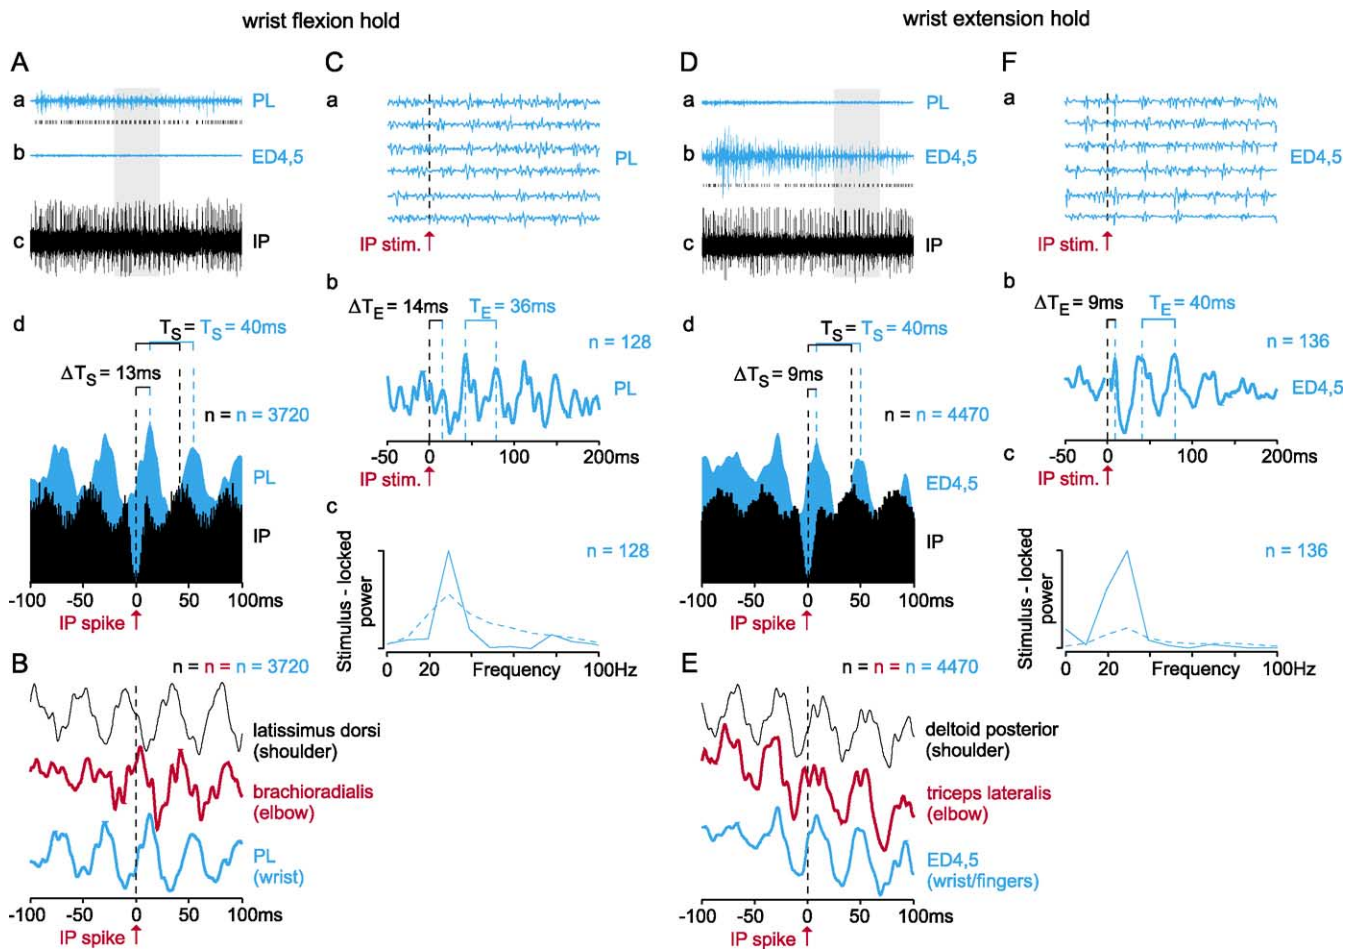 wrist flexion hold
A
a
PL
b
ED4,5
c
IP
d
T_S = T_S = 40ms
ΔT_S = 13ms
n = n = 3720
PL
IP
-100 -50 0 50 100ms
IP spike ↑
B
n = n = n = 3720
latissimus dorsi
(shoulder)
brachioradialis
(elbow)
PL
(wrist)
-100 -50 0 50 100ms
IP spike ↑
C
a
PL
IP stim. ↑
b
ΔT_E = 14ms T_E = 36ms
n = 128
PL
-50 0 100 200ms
IP stim. ↑
c
n = 128
Stimulus - locked
power
0 20 Frequency 100Hz
wrist extension hold
D
a
PL
b
ED4,5
c
IP
d
T_S = T_S = 40ms
ΔT_S = 9ms
n = n = 4470
ED4,5
IP
-100 -50 0 50 100ms
IP spike ↑
E
n = n = n = 4470
deltoid posterior
(shoulder)
triceps lateralis
(elbow)
ED4,5
(wrist/fingers)
-100 -50 0 50 100ms
IP spike ↑
F
a
ED4,5
IP stim. ↑
b
ΔT_E = 9ms T_E = 40ms
n = 136
ED4,5
-50 0 100 200ms
IP stim. ↑
c
n = 136
Stimulus - locked
power
0 20 Frequency 100Hz